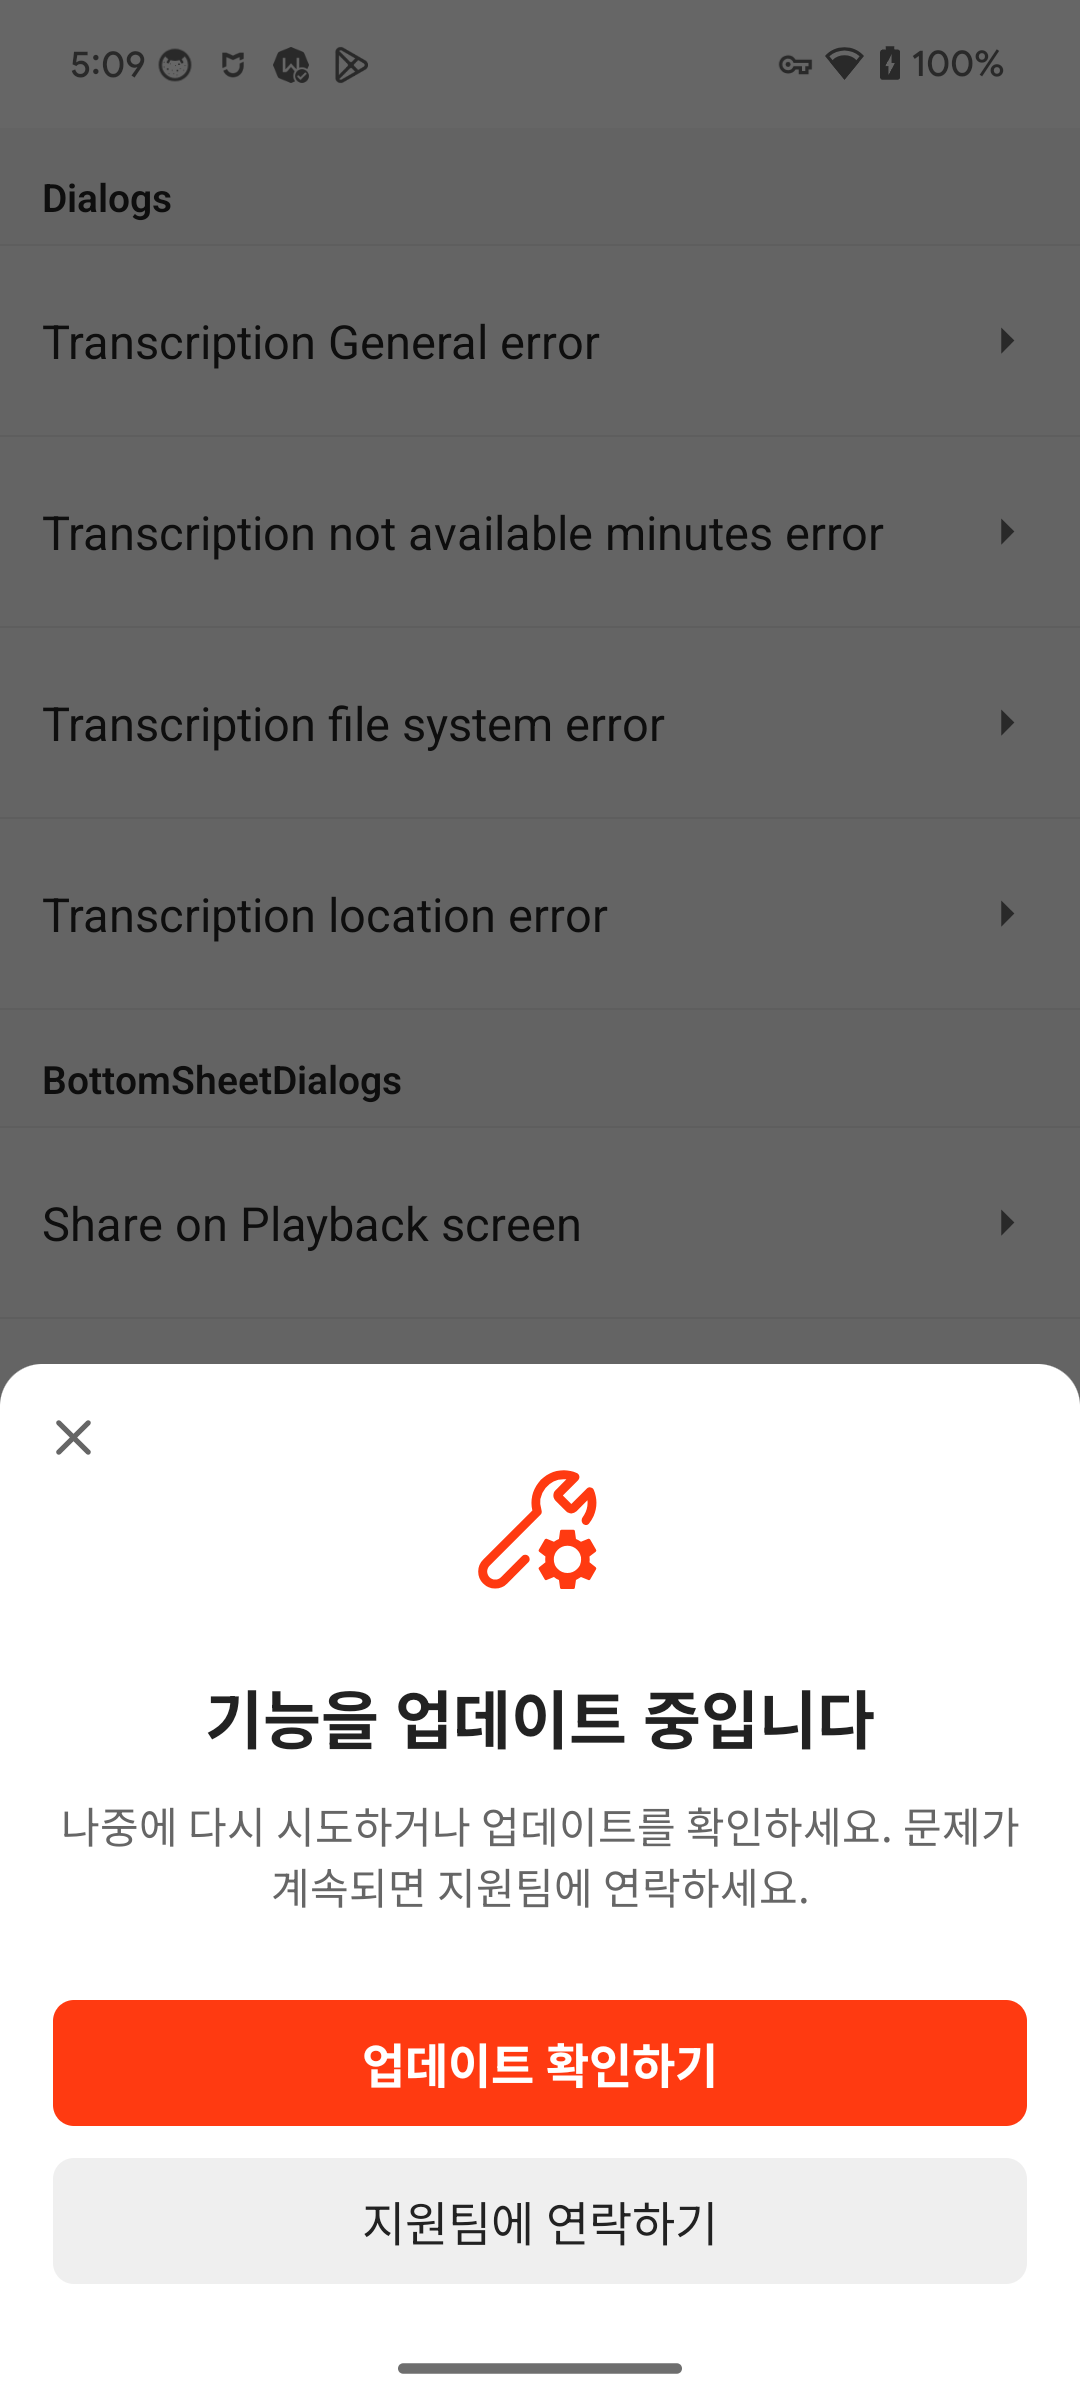 5:09
100%
Dialogs
Transcription General error
Transcription not available minutes error
Transcription file system error
Transcription location error
BottomSheetDialogs
Share on Playback screen
기능을 업데이트 중입니다
나중에 다시 시도하거나 업데이트를 확인하세요. 문제가
계속되면 지원팀에 연락하세요.
업데이트 확인하기
지원팀에 연락하기